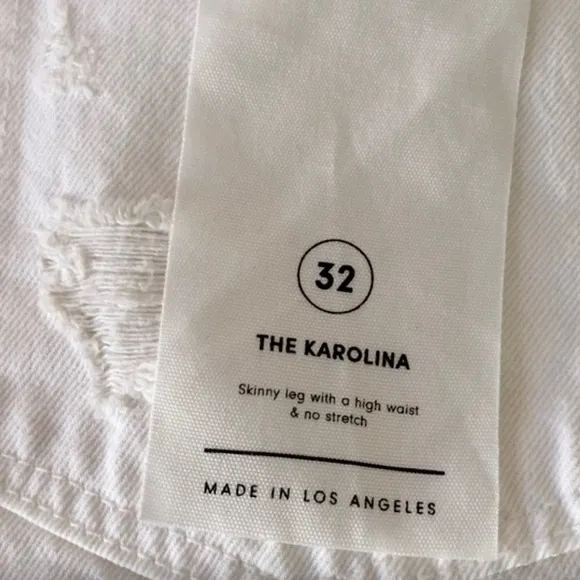 32
THE KAROLINA
Skinny leg with a high waist
& no stretch
MADE IN LOS ANGELES